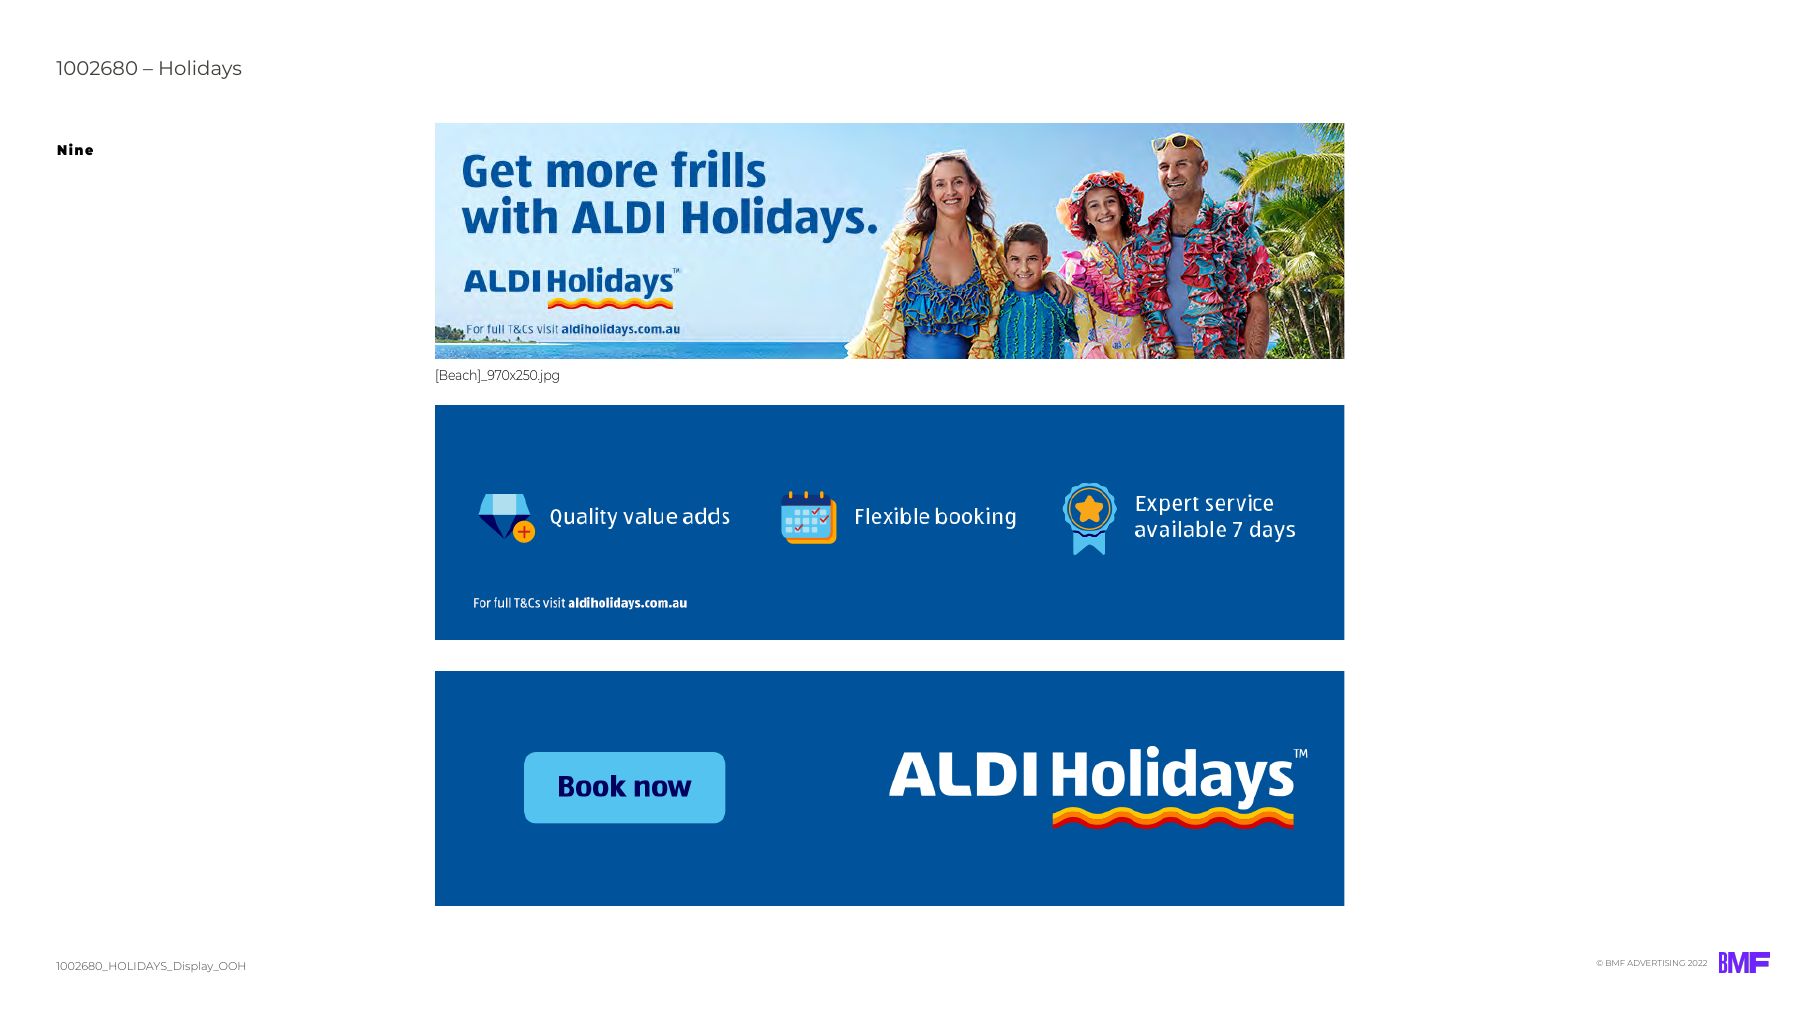 1002680 – Holidays
Nine
Get more frills
with ALDI Holidays.
ALDI Holidays™
For full T&Cs visit aldiholidays.com.au
[Beach]_970x250.jpg
Quality value adds
Flexible booking
Expert service
available 7 days
For full T&Cs visit aldiholidays.com.au
Book now
ALDI Holidays™
1002680_HOLIDAYS_Display_OOH
© BMF ADVERTISING 2022
BMF